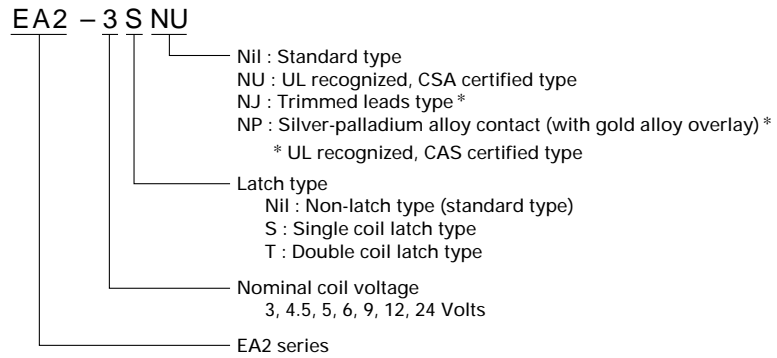 EA2 – 3 S NU
Nil : Standard type
NU : UL recognized, CSA certified type
NJ : Trimmed leads type *
NP : Silver-palladium alloy contact (with gold alloy overlay) *
* UL recognized, CAS certified type
Latch type
Nil : Non-latch type (standard type)
S : Single coil latch type
T : Double coil latch type
Nominal coil voltage
3, 4.5, 5, 6, 9, 12, 24 Volts
EA2 series